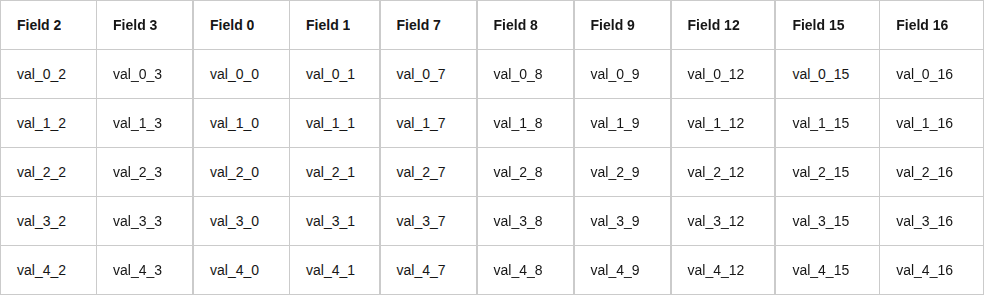 Field 2 Field 3 Field 0 Field 1 Field 7 Field 8 Field 9 Field 12 Field 15 Field 16
val_0_2 val_0_3 val_0_0 val_0_1 val_0_7 val_0_8 val_0_9 val_0_12 val_0_15 val_0_16
val_1_2 val_1_3 val_1_0 val_1_1 val_1_7 val_1_8 val_1_9 val_1_12 val_1_15 val_1_16
val_2_2 val_2_3 val_2_0 val_2_1 val_2_7 val_2_8 val_2_9 val_2_12 val_2_15 val_2_16
val_3_2 val_3_3 val_3_0 val_3_1 val_3_7 val_3_8 val_3_9 val_3_12 val_3_15 val_3_16
val_4_2 val_4_3 val_4_0 val_4_1 val_4_7 val_4_8 val_4_9 val_4_12 val_4_15 val_4_16